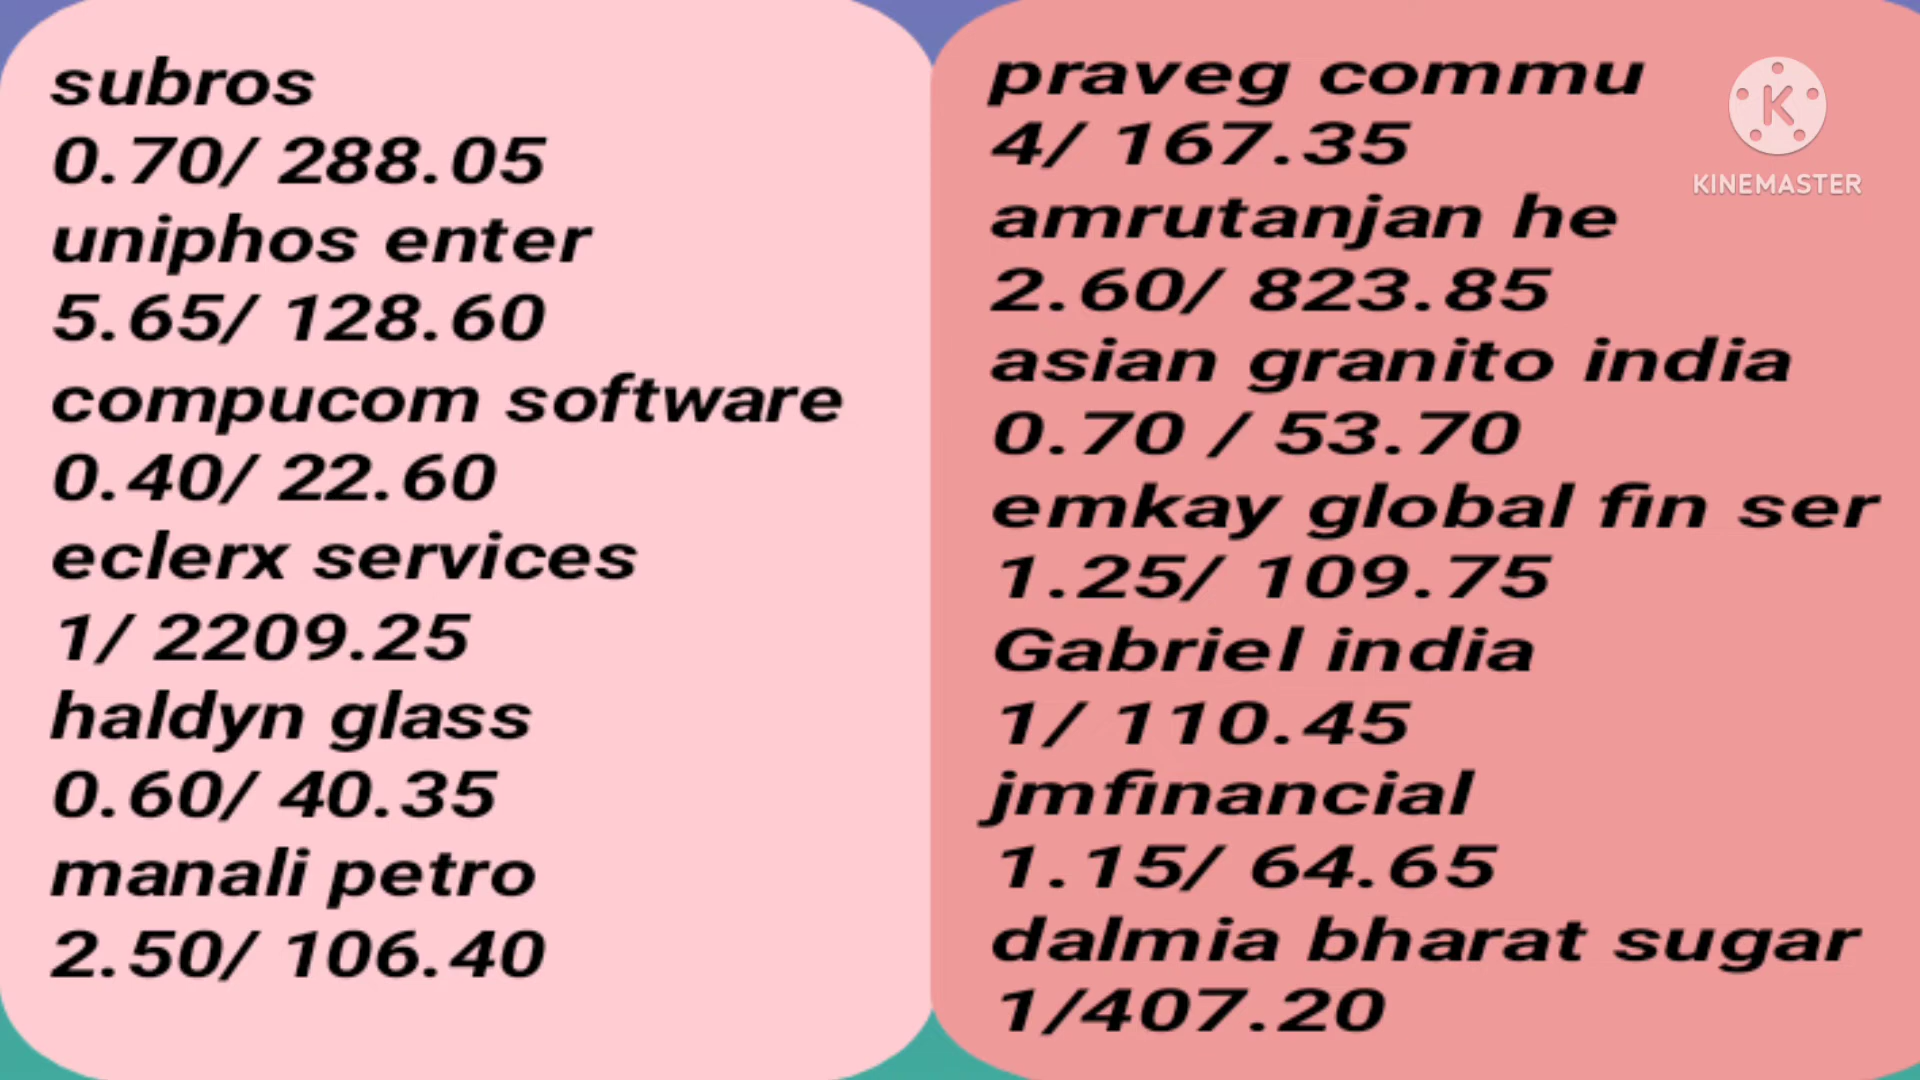 subros
0.70/ 288.05
uniphos enter
5.65/ 128.60
compucom software
0.40/ 22.60
eclerx services
1/ 2209.25
haldyn glass
0.60/ 40.35
manali petro
2.50/ 106.40
praveg commu
4/ 167.35
amrutanjan he
2.60/ 823.85
asian granito india
0.70 / 53.70
emkay global fin ser
1.25/ 109.75
Gabriel india
1/ 110.45
jmfinancial
1.15/ 64.65
dalmia bharat sugar
1/407.20
K
KINEMASTER